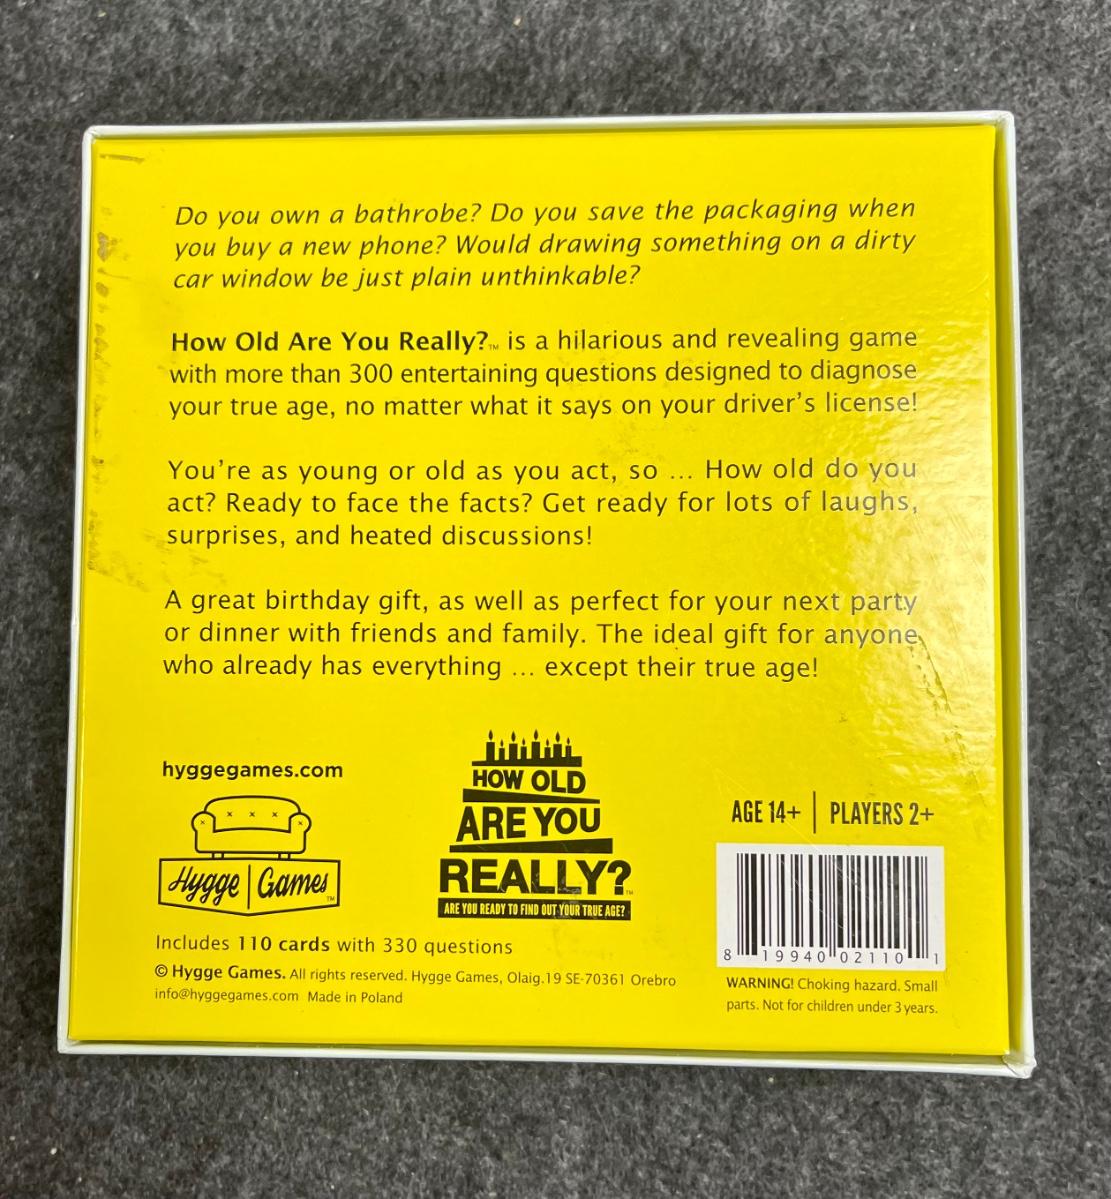 Do you own a bathrobe? Do you save the packaging when
you buy a new phone? Would drawing something on a dirty
car window be just plain unthinkable?
How Old Are You Really?™ is a hilarious and revealing game
with more than 300 entertaining questions designed to diagnose
your true age, no matter what it says on your driver's license!
You're as young or old as you act, so ... How old do you
act? Ready to face the facts? Get ready for lots of laughs,
surprises, and heated discussions!
A great birthday gift, as well as perfect for your next party
or dinner with friends and family. The ideal gift for anyone
who already has everything ... except their true age!
hyggegames.com
Hygge Games™
HOW OLD
ARE YOU
REALLY?™
ARE YOU READY TO FIND OUT YOUR TRUE AGE?
AGE 14+ | PLAYERS 2+
8 19940 02110 1
WARNING! Choking hazard. Small
parts. Not for children under 3 years.
Includes 110 cards with 330 questions
© Hygge Games. All rights reserved. Hygge Games, Olaig.19 SE-70361 Orebro
info@hyggegames.com Made in Poland